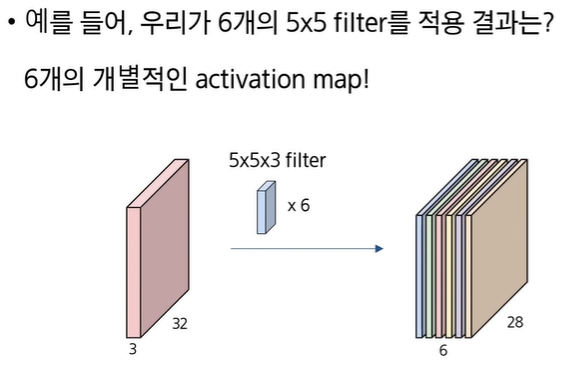 • 예를 들어, 우리가 6개의 5x5 filter를 적용 결과는?
6개의 개별적인 activation map!
5x5x3 filter
x 6
32
3
28
6